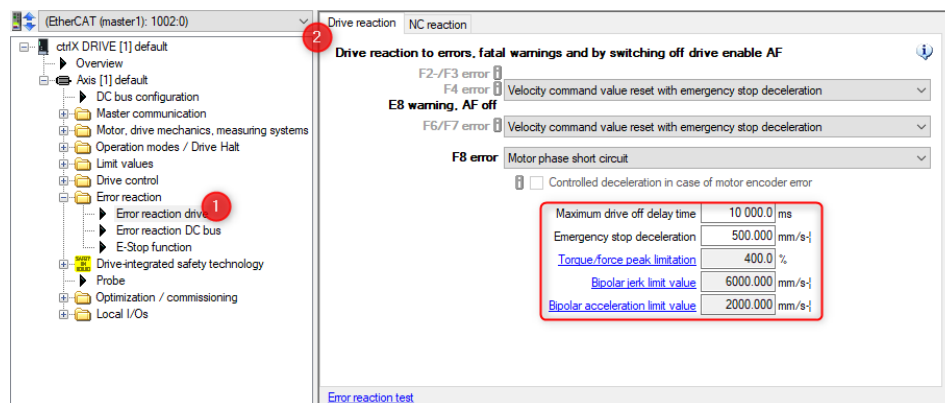 (EtherCAT (master1): 1002:0)
ctrlX DRIVE [1] default
Overview
Axis [1] default
DC bus configuration
Master communication
Motor, drive mechanics, measuring systems
Operation modes / Drive Halt
Limit values
Drive control
Error reaction
Error reaction drive
1
Error reaction DC bus
E-Stop function
Drive-integrated safety technology
Probe
Optimization / commissioning
Local I/Os
2
Drive reaction
NC reaction
Drive reaction to errors, fatal warnings and by switching off drive enable AF
F2-/F3 error
F4 error Velocity command value reset with emergency stop deceleration
E8 warning, AF off
F6/F7 error Velocity command value reset with emergency stop deceleration
F8 error Motor phase short circuit
Controlled deceleration in case of motor encoder error
Maximum drive off delay time 10 000.0 ms
Emergency stop deceleration 500.000 mm/s-
Torque/force peak limitation 400.0 %
Bipolar jerk limit value 6000.000 mm/s-
Bipolar acceleration limit value 2000.000 mm/s-
Error reaction test